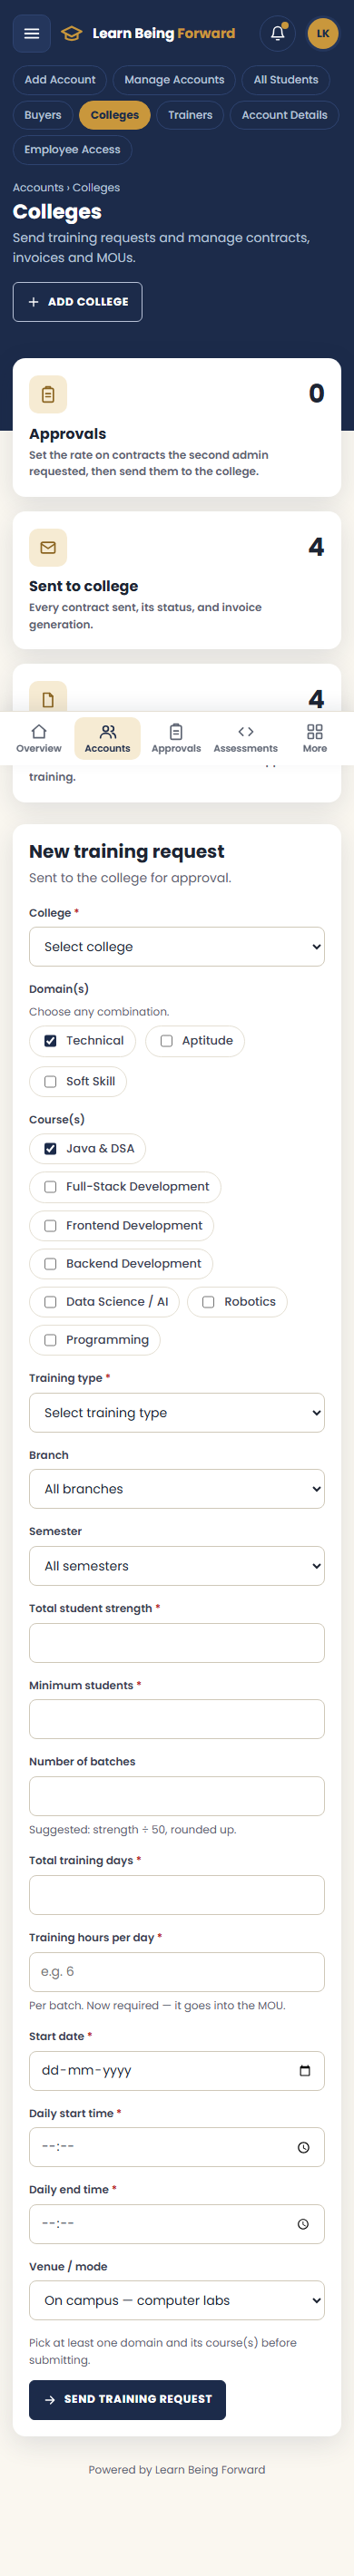 Learn Being Forward
LK
Add Account
Manage Accounts
All Students
Buyers
Colleges
Trainers
Account Details
Employee Access
Accounts › Colleges
Colleges
Send training requests and manage contracts,
invoices and MOUs.
+ ADD COLLEGE
0
Approvals
Set the rate on contracts the second admin
requested, then send them to the college.
4
Sent to college
Every contract sent, its status, and invoice
generation.
4
Overview
Accounts
Approvals
Assessments
More
training.
New training request
Sent to the college for approval.
College *
Select college
Domain(s)
Choose any combination.
Technical
Aptitude
Soft Skill
Course(s)
Java & DSA
Full-Stack Development
Frontend Development
Backend Development
Data Science / AI
Robotics
Programming
Training type *
Select training type
Branch
All branches
Semester
All semesters
Total student strength *
Minimum students *
Number of batches
Suggested: strength ÷ 50, rounded up.
Total training days *
Training hours per day *
e.g. 6
Per batch. Now required — it goes into the MOU.
Start date *
dd-mm-yyyy
Daily start time *
--:--
Daily end time *
--:--
Venue / mode
On campus — computer labs
Pick at least one domain and its course(s) before
submitting.
→ SEND TRAINING REQUEST
Powered by Learn Being Forward